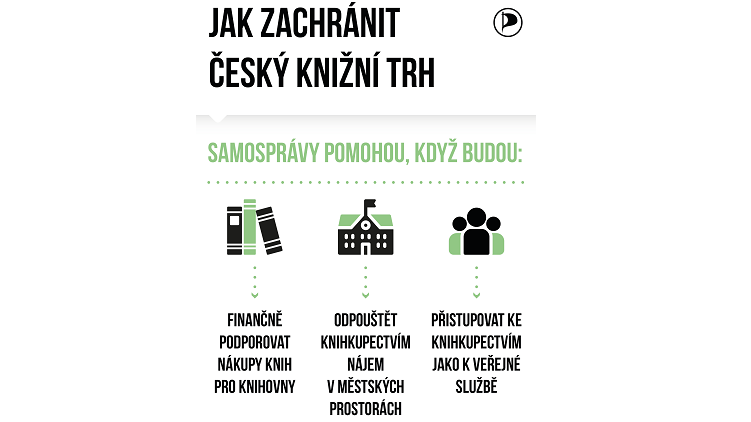 JAK ZACHRÁNIT
ČESKÝ KNIŽNÍ TRH
SAMOSPRÁVY POMOHOU, KDYŽ BUDOU:
FINANČNĚ
PODPOROVAT
NÁKUPY KNIH
PRO KNIHOVNY
ODPOUŠTĚT
KNIHKUPECTVÍM
NÁJEM
V MĚSTSKÝCH
PROSTORÁCH
PŘISTUPOVAT KE
KNIHKUPECTVÍM
JAKO K VEŘEJNÉ
SLUŽBĚ